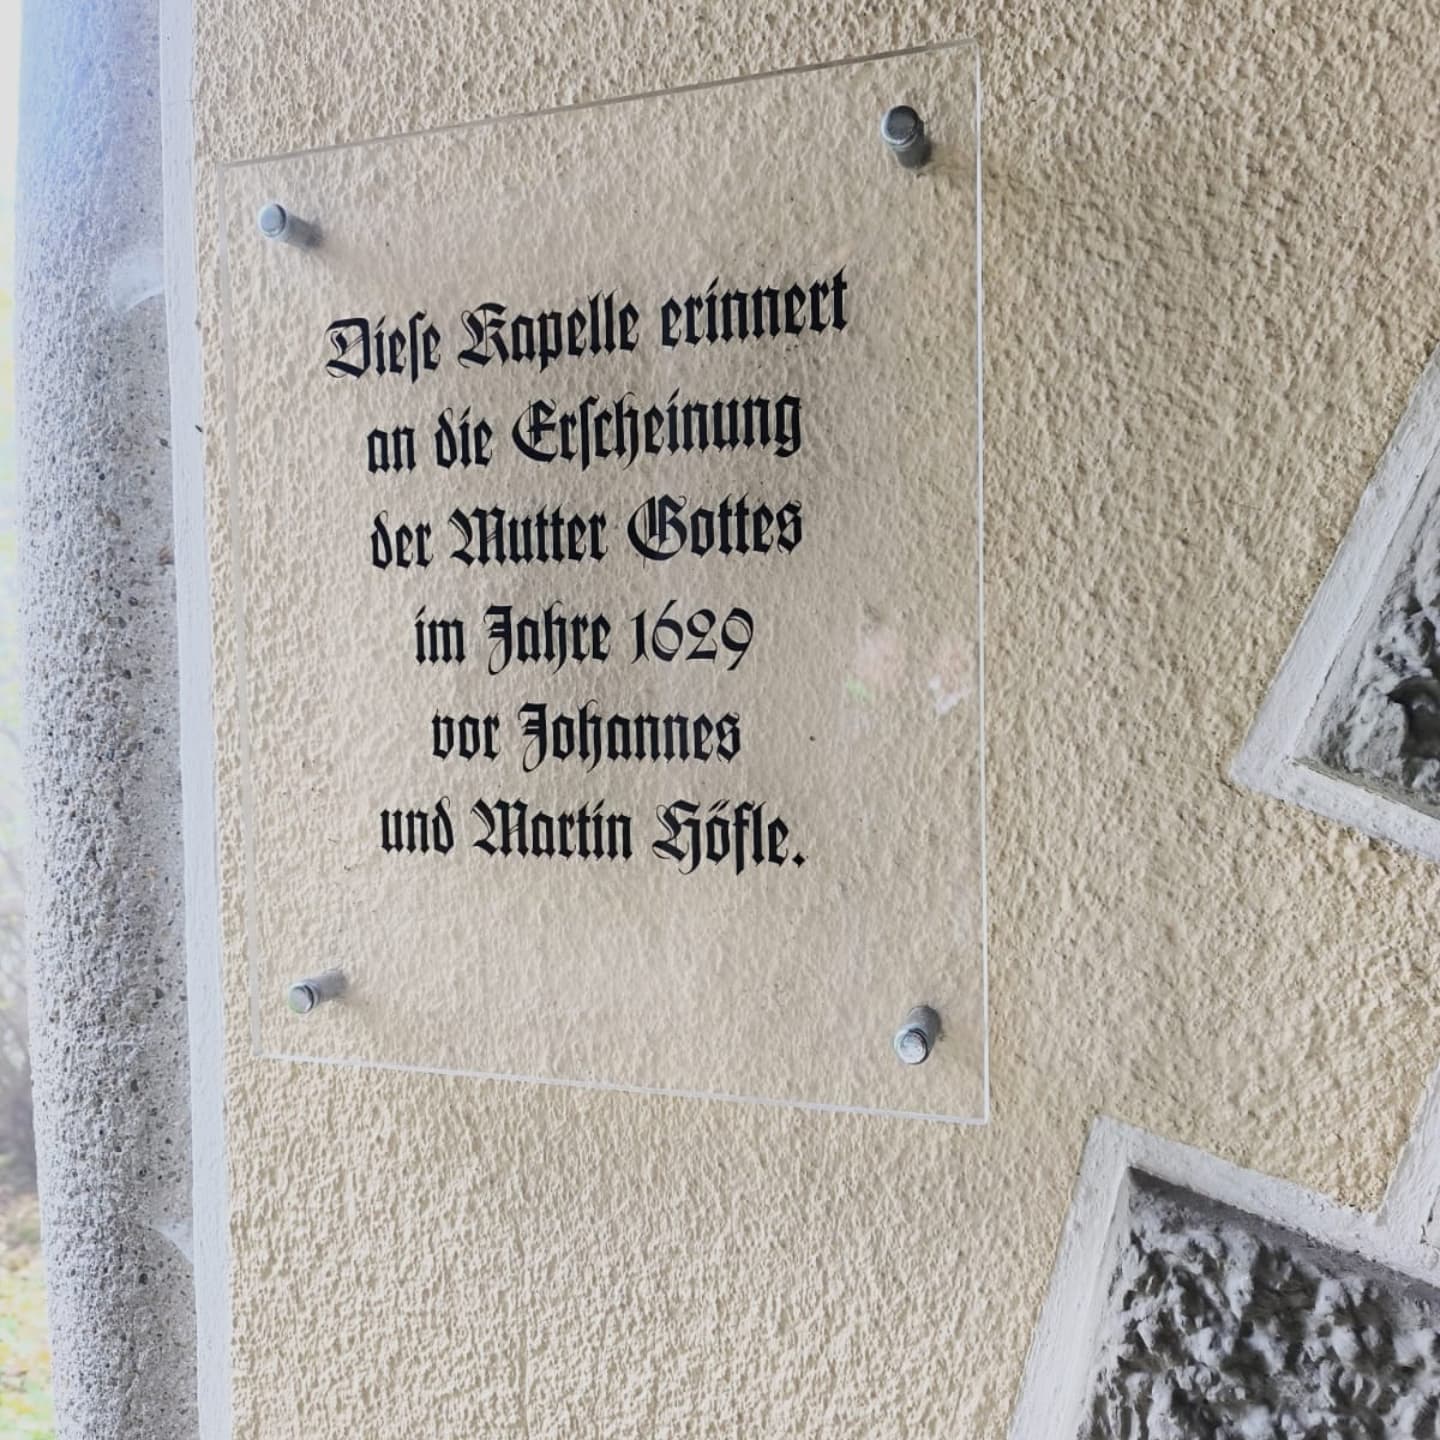 Dieſe Kapelle erinnert
an die Erſcheinung
der Mutter Gottes
im Jahre 1629
vor Johannes
und Martin Höfle.